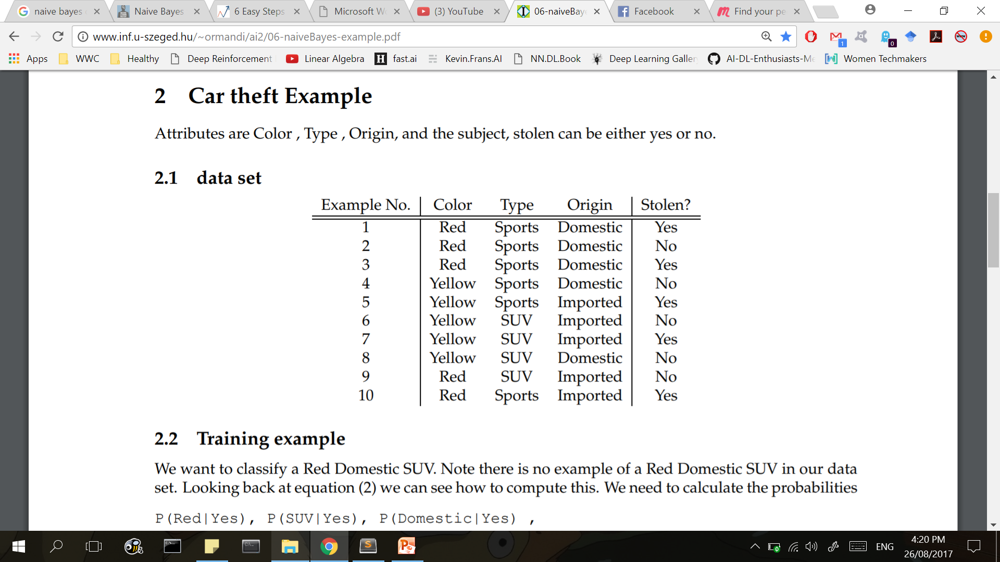 naive bayes
Naive Bayes
6 Easy Steps
Microsoft W
(3) YouTube
06-naiveBay
Facebook
Find your pe
www.inf.u-szeged.hu/~ormandi/ai2/06-naiveBayes-example.pdf
1
0
Apps
WWC
Healthy
Deep Reinforcement
Linear Algebra
H
fast.ai
Kevin.Frans.AI
NN.DL.Book
Deep Learning Galler
AI-DL-Enthusiasts-Me
Women Techmakers
2 Car theft Example
Attributes are Color , Type , Origin, and the subject, stolen can be either yes or no.
2.1 data set
Example No. Color Type Origin Stolen?
1 Red Sports Domestic Yes
2 Red Sports Domestic No
3 Red Sports Domestic Yes
4 Yellow Sports Domestic No
5 Yellow Sports Imported Yes
6 Yellow SUV Imported No
7 Yellow SUV Imported Yes
8 Yellow SUV Domestic No
9 Red SUV Imported No
10 Red Sports Imported Yes
2.2 Training example
We want to classify a Red Domestic SUV. Note there is no example of a Red Domestic SUV in our data
set. Looking back at equation (2) we can see how to compute this. We need to calculate the probabilities
P(Red|Yes), P(SUV|Yes), P(Domestic|Yes) ,
ENG
4:20 PM
26/08/2017